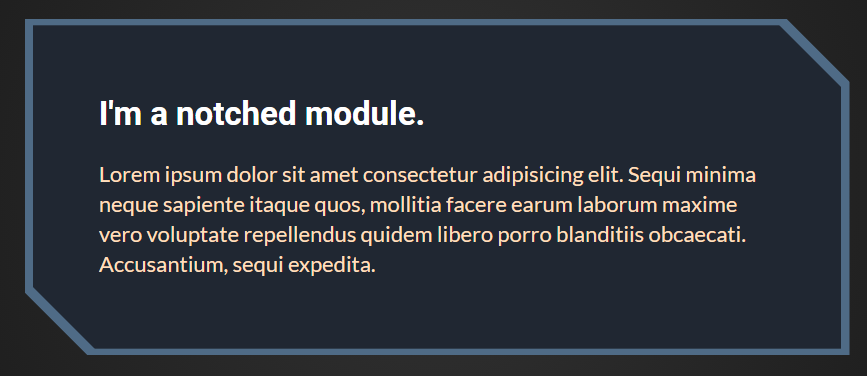 I'm a notched module.
Lorem ipsum dolor sit amet consectetur adipisicing elit. Sequi minima
neque sapiente itaque quos, mollitia facere earum laborum maxime
vero voluptate repellendus quidem libero porro blanditiis obcaecati.
Accusantium, sequi expedita.